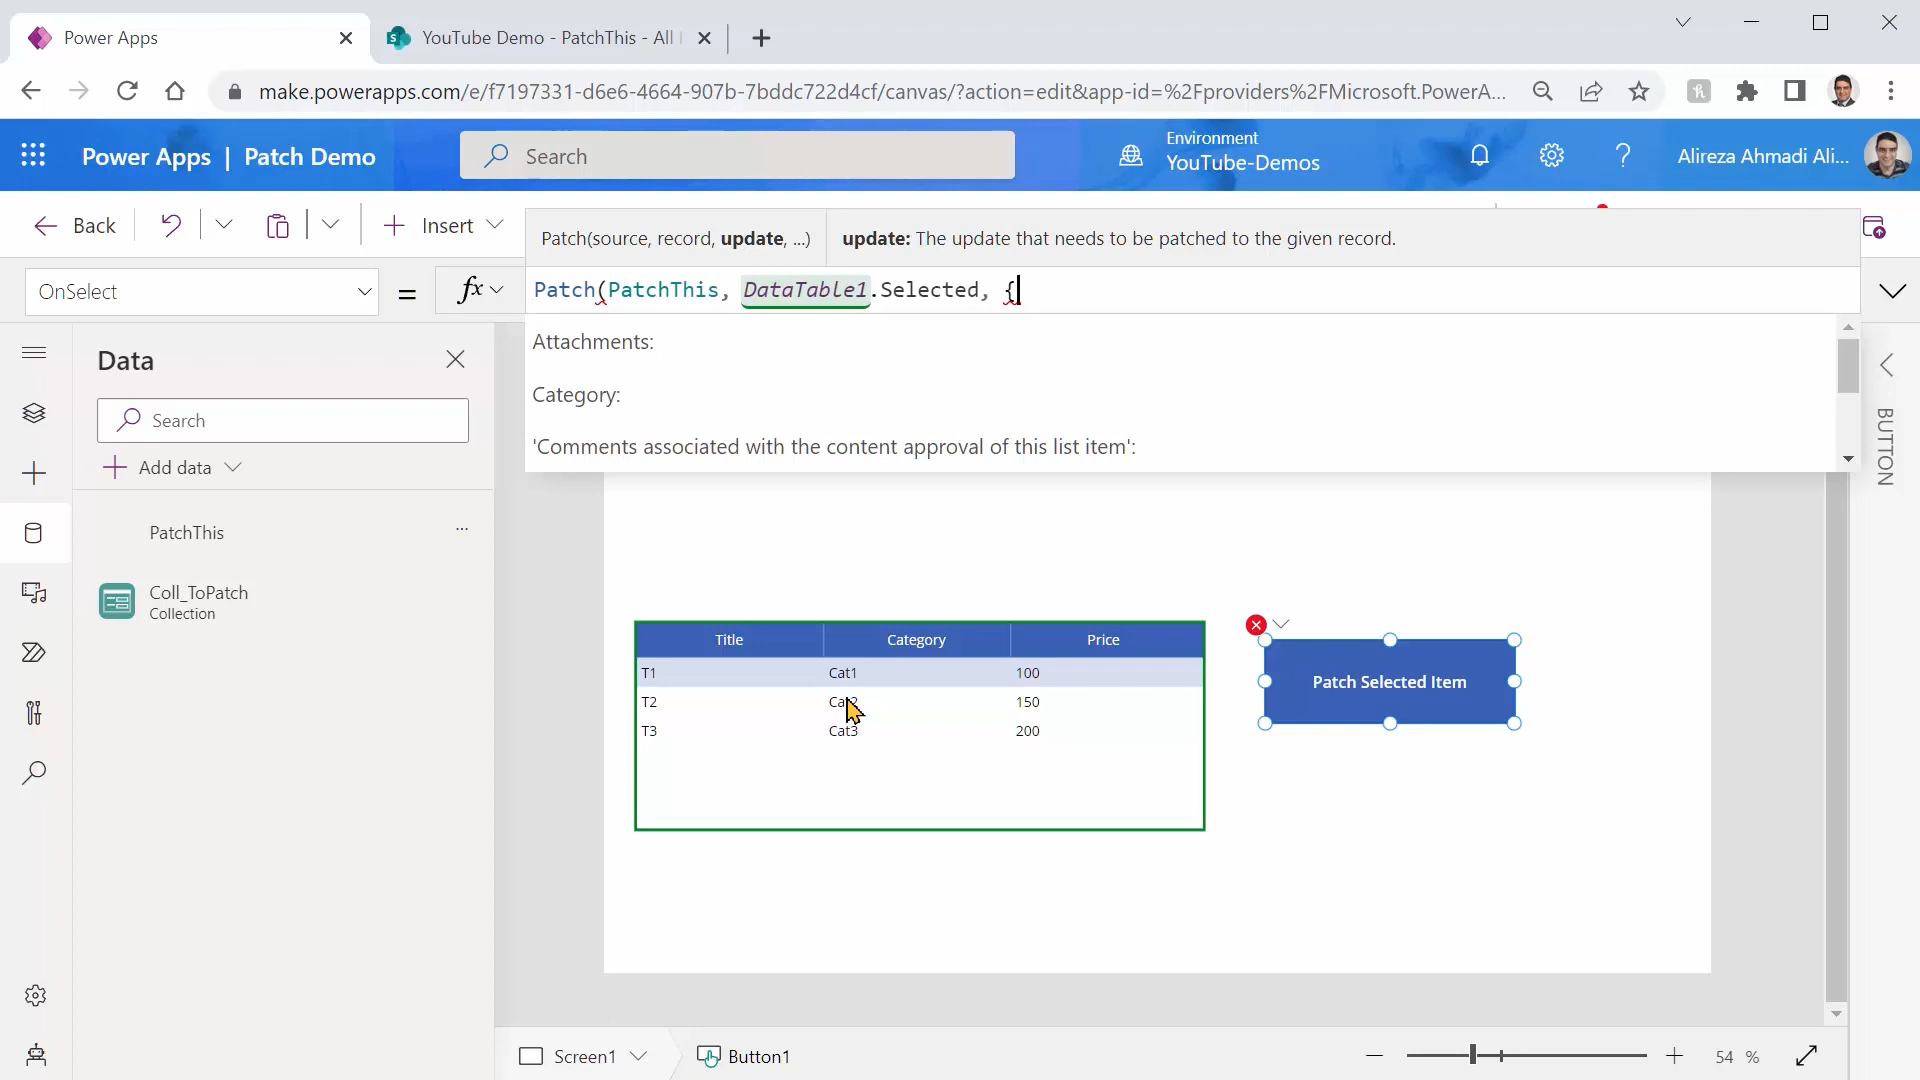 Power Apps
YouTube Demo - PatchThis - All
make.powerapps.com/e/f7197331-d6e6-4664-907b-7bddc722d4cf/canvas/?action=edit&app-id=%2Fproviders%2FMicrosoft.PowerA...
Power Apps | Patch Demo
Search
Environment
YouTube-Demos
Alireza Ahmadi Ali...
Back
Insert
Patch(source, record, update, ...)
update: The update that needs to be patched to the given record.
OnSelect
=
fx
Patch(PatchThis, DataTable1.Selected, {
Attachments:
Category:
'Comments associated with the content approval of this list item':
Data
Search
Add data
PatchThis
...
Coll_ToPatch
Collection
BUTTON
Title Category Price
T1 Cat1 100
T2 Cat2 150
T3 Cat3 200
Patch Selected Item
Screen1
Button1
54 %